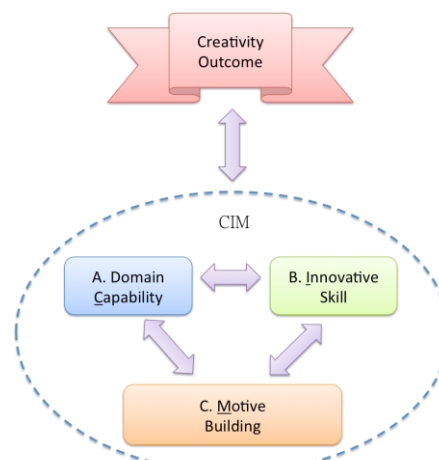 Creativity
Outcome
CIM
A. Domain
Capability
B. Innovative
Skill
C. Motive
Building